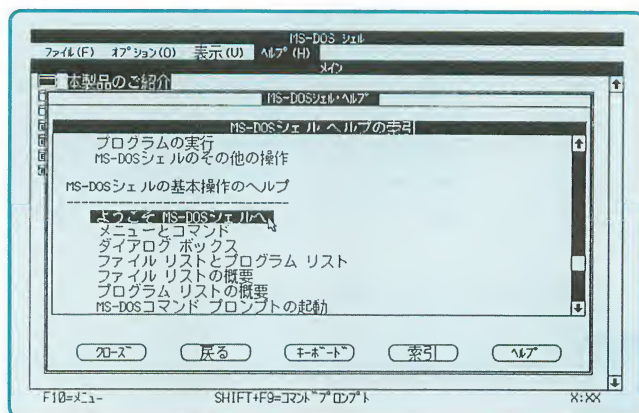 MS-DOS シェル
ファイル(F) オプション(O) 表示(U) ヘルプ(H)
メイン
本製品のご紹介
MS-DOSシェル・ヘルプ
MS-DOSシェル ヘルプの索引
プログラムの実行
MS-DOSシェルのその他の操作
MS-DOSシェルの基本操作のヘルプ
--------------------------------
ようこそ MS-DOSシェルへ
メニューとコマンド
ダイアログ ボックス
ファイル リストとプログラム リスト
ファイル リストの概要
プログラム リストの概要
MS-DOSコマンド プロンプトの起動
クローズ 戻る キーボード 索引 ヘルプ
F10=メニュー SHIFT+F9=コマンドプロンプト X:XX